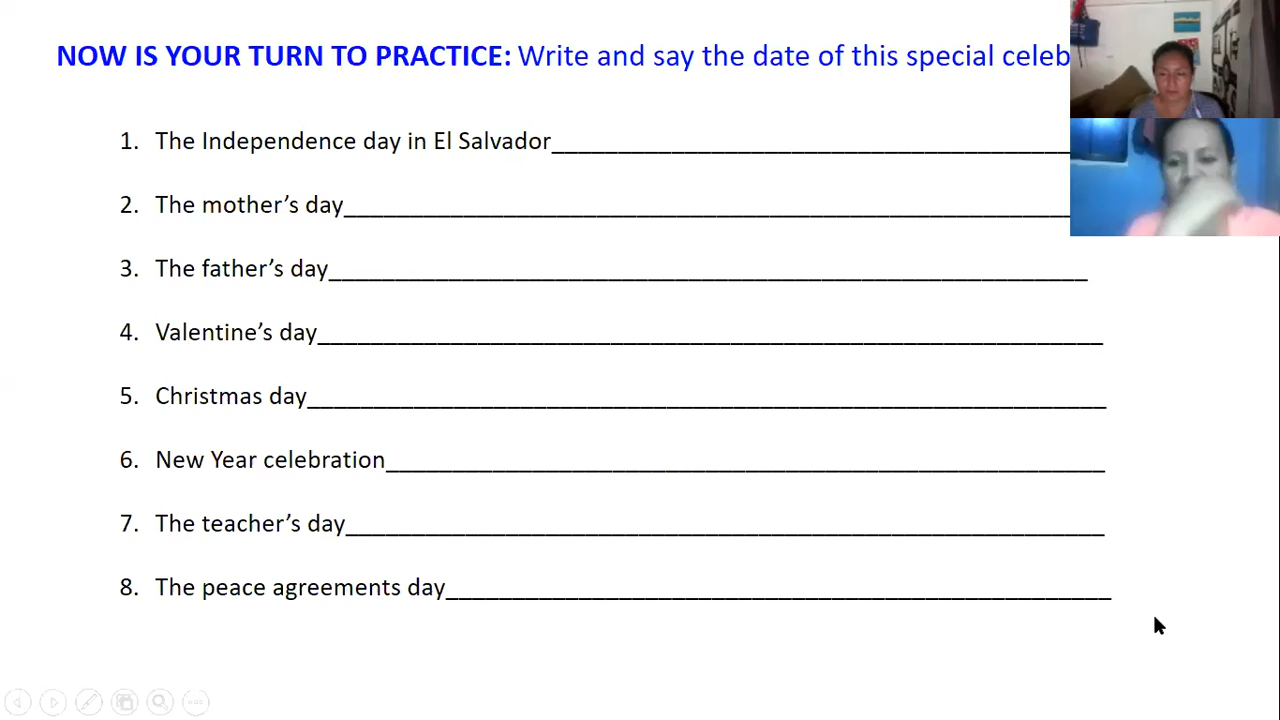 NOW IS YOUR TURN TO PRACTICE: Write and say the date of this special celeb
1. The Independence day in El Salvador
2. The mother’s day
3. The father’s day
4. Valentine’s day
5. Christmas day
6. New Year celebration
7. The teacher’s day
8. The peace agreements day